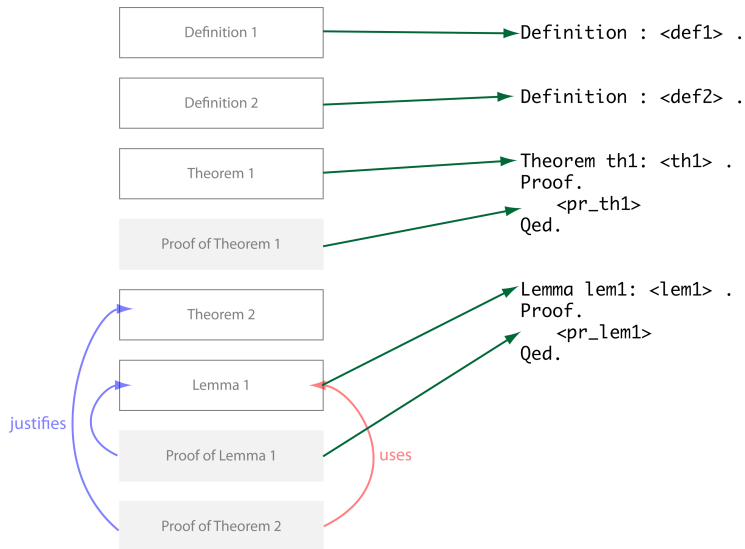 Definition 1
Definition : <def1> .
Definition 2
Definition : <def2> .
Theorem 1
Theorem th1: <th1> .
Proof.
<pr_th1>
Qed.
Proof of Theorem 1
Theorem 2
Lemma lem1: <lem1> .
Proof.
<pr_lem1>
Qed.
Lemma 1
justifies
Proof of Lemma 1
uses
Proof of Theorem 2